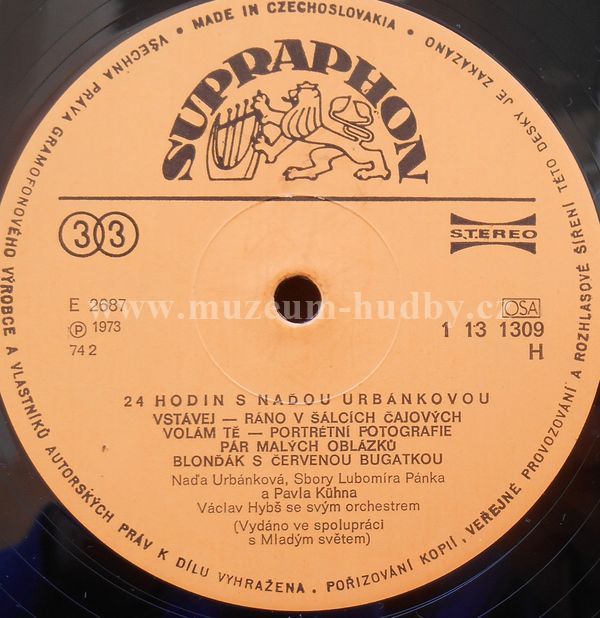 VŠECHNA PRÁVA GRAMOFONOVÉHO VÝROBCE A VLASTNÍKŮ AUTORSKÝCH PRÁV K DÍLU VYHRAŽENA. POŘIZOVÁNÍ KOPIÍ, VEŘEJNÉ PROVOZOVÁNÍ A ROZHLASOVÉ ŠÍŘENÍ TÉTO DESKY JE ZAKÁZÁNO • MADE IN CZECHOSLOVAKIA •
SUPRAPHON
33
STEREO
E 2687
Ⓟ 1973
74 2
OSA
1 13 1309
H
www.muzeum-hudby.cz
24 HODIN S NAĎOU URBÁNKOVOU
VSTÁVEJ — RÁNO V ŠÁLCÍCH ČAJOVÝCH
VOLÁM TĚ — PORTRÉTNÍ FOTOGRAFIE
PÁR MALÝCH OBLÁZKŮ
BLONĎÁK S ČERVENOU BUGATKOU
Naďa Urbánková, Sbory Lubomíra Pánka
a Pavla Kühna
Václav Hybš se svým orchestrem
(Vydáno ve spolupráci
s Mladým světem)